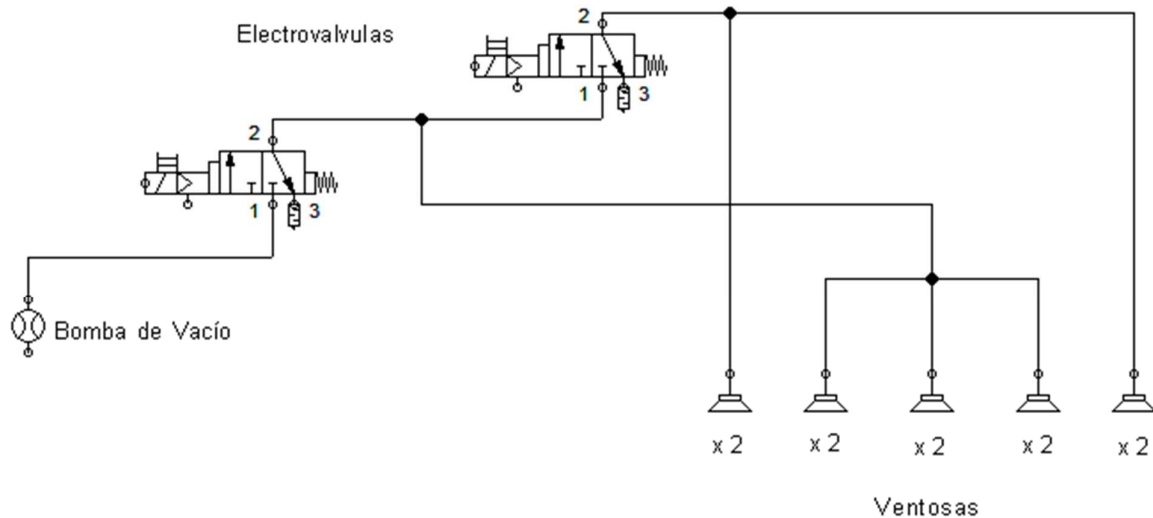 2
Electrovalvulas
1
3
2
1
3
Bomba de Vacío
x 2
x 2
x 2
x 2
x 2
Ventosas